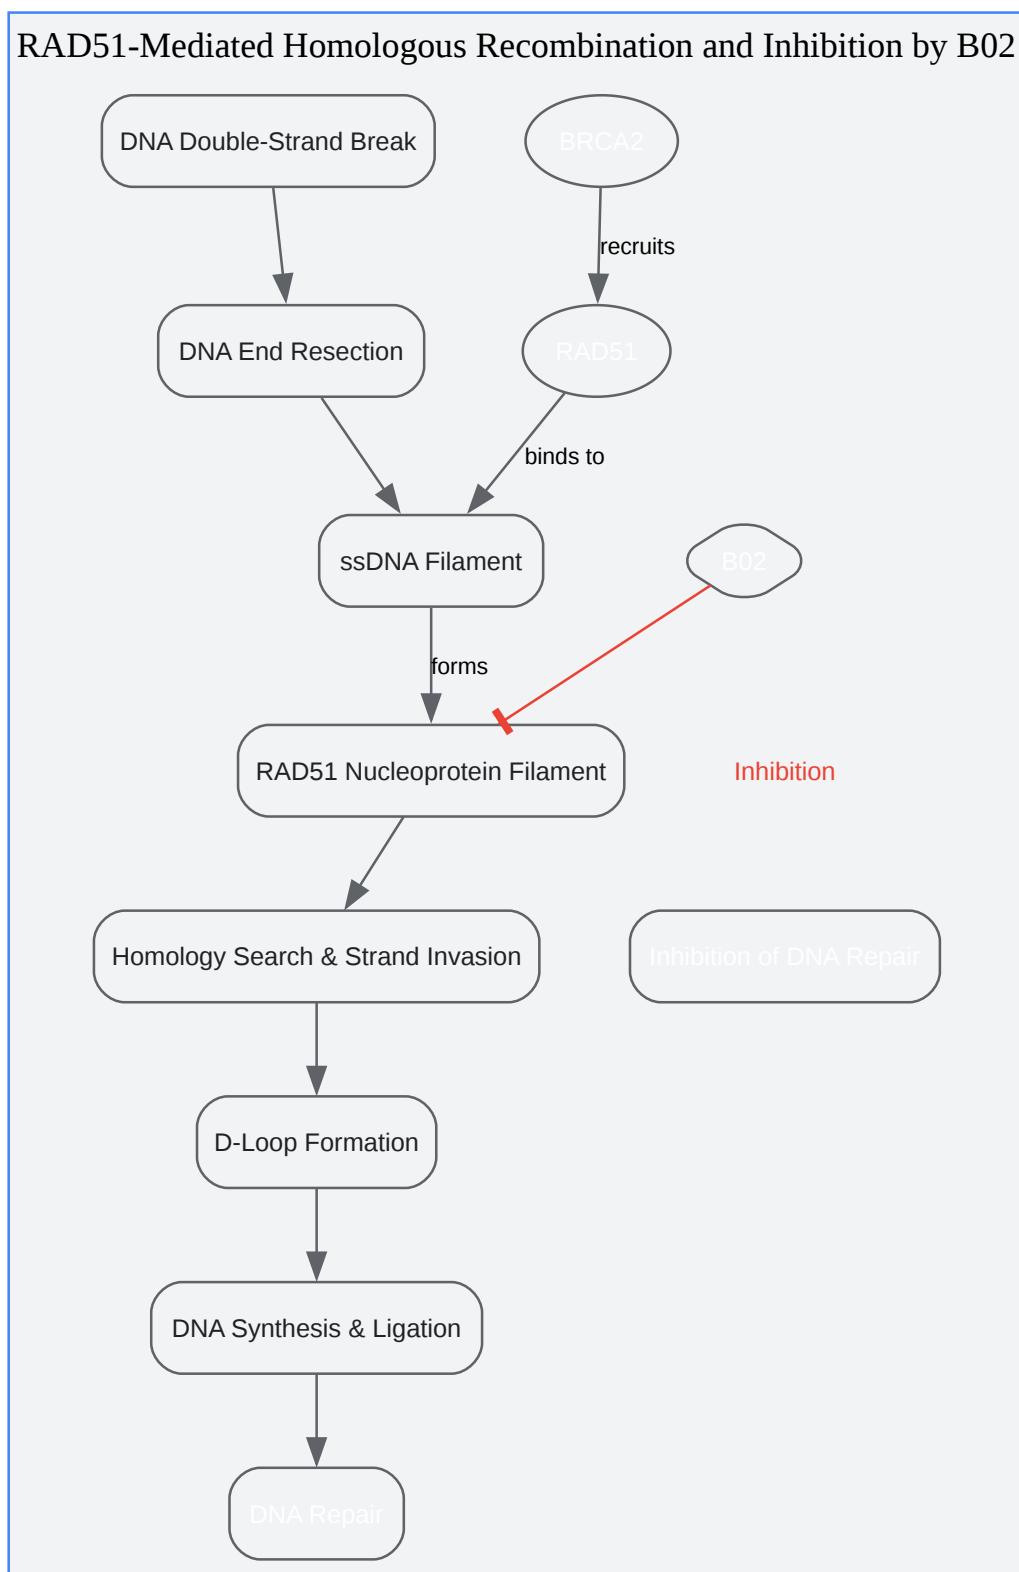 RAD51-Mediated Homologous Recombination and Inhibition by B02
DNA Double-Strand Break
BRCA2
recruits
DNA End Resection
RAD51
binds to
ssDNA Filament
B02
forms
RAD51 Nucleoprotein Filament
Inhibition
Homology Search & Strand Invasion
Inhibition of DNA Repair
D-Loop Formation
DNA Synthesis & Ligation
DNA Repair